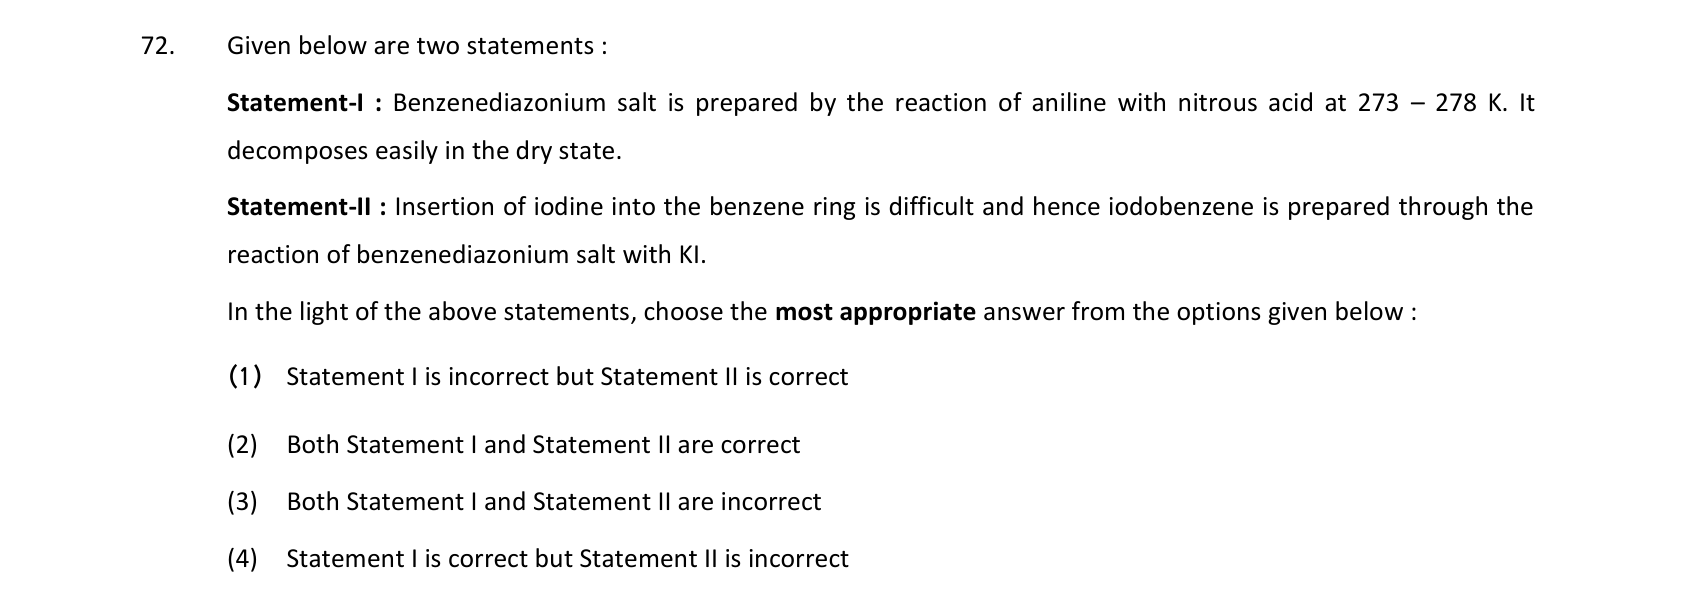 72. Given below are two statements :
Statement-I : Benzenediazonium salt is prepared by the reaction of aniline with nitrous acid at 273 – 278 K. It
decomposes easily in the dry state.
Statement-II : Insertion of iodine into the benzene ring is difficult and hence iodobenzene is prepared through the
reaction of benzenediazonium salt with KI.
In the light of the above statements, choose the most appropriate answer from the options given below :
(1) Statement I is incorrect but Statement II is correct
(2) Both Statement I and Statement II are correct
(3) Both Statement I and Statement II are incorrect
(4) Statement I is correct but Statement II is incorrect